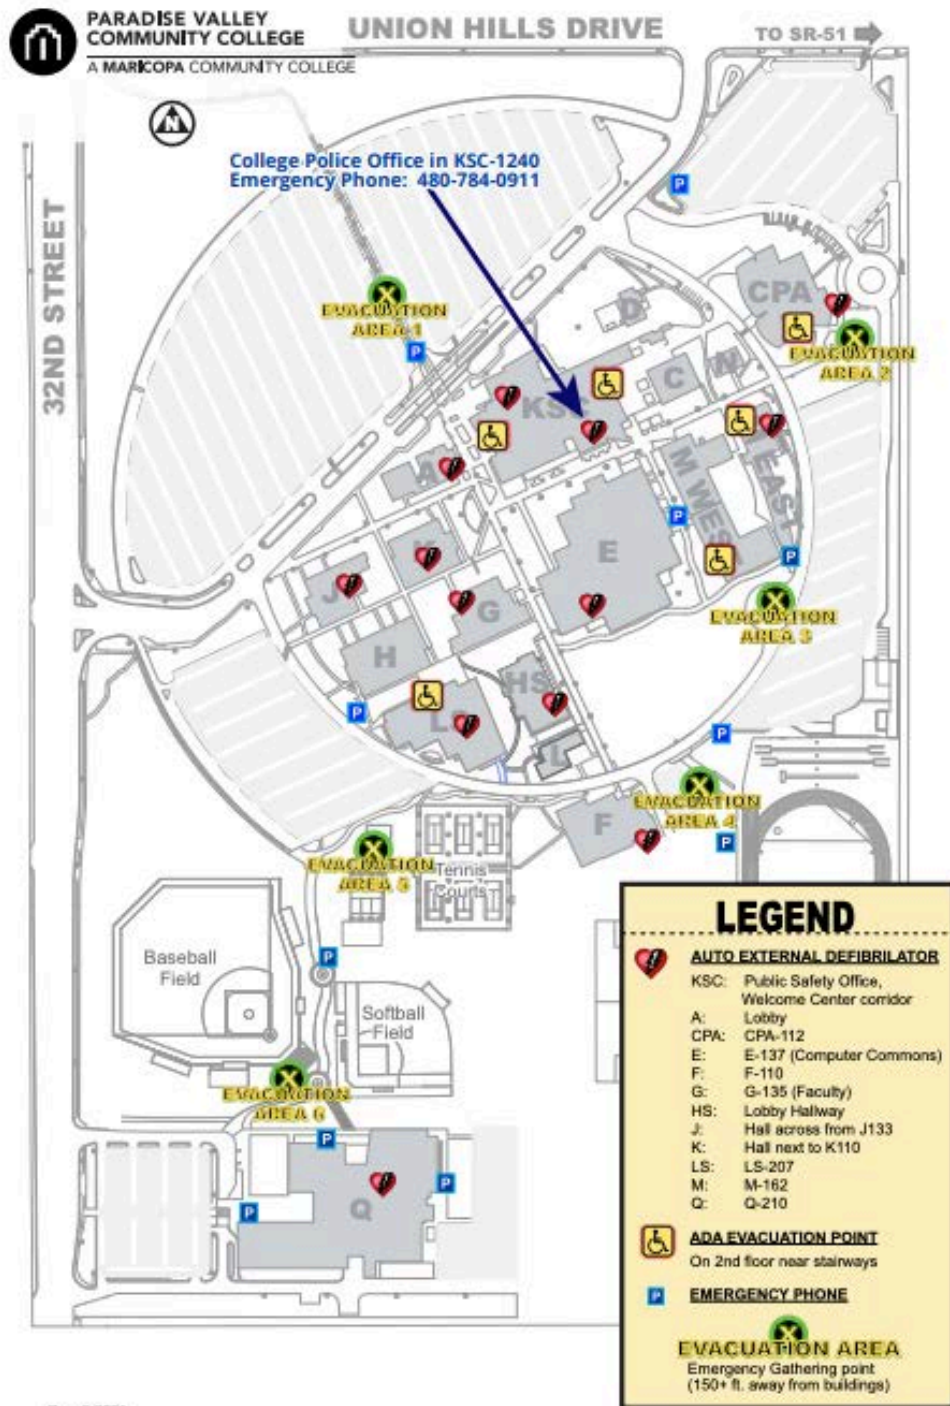 PARADISE VALLEY
COMMUNITY COLLEGE
A MARICOPA COMMUNITY COLLEGE
UNION HILLS DRIVE
TO SR-51
N
College Police Office in KSC-1240
Emergency Phone: 480-784-0911
32ND STREET
P
EVACUATION
AREA 1
P
D
CPA
EVACUATION
AREA 2
C
N
KSC
A
M WEST
EAST
P
P
E
K
J
G
EVACUATION
AREA 3
H
HS
P
LS
L
P
EVACUATION
AREA 4
F
P
EVACUATION
AREA 5
Tennis
Courts
Baseball
Field
P
Softball
Field
EVACUATION
AREA 6
P
P
P
Q
LEGEND
AUTO EXTERNAL DEFIBRILATOR
KSC: Public Safety Office,
Welcome Center corridor
A: Lobby
CPA: CPA-112
E: E-137 (Computer Commons)
F: F-110
G: G-135 (Faculty)
HS: Lobby Hallway
J: Hall across from J133
K: Hall next to K110
LS: LS-207
M: M-162
Q: Q-210
ADA EVACUATION POINT
On 2nd floor near stairways
P EMERGENCY PHONE
EVACUATION AREA
Emergency Gathering point
(150+ ft. away from buildings)